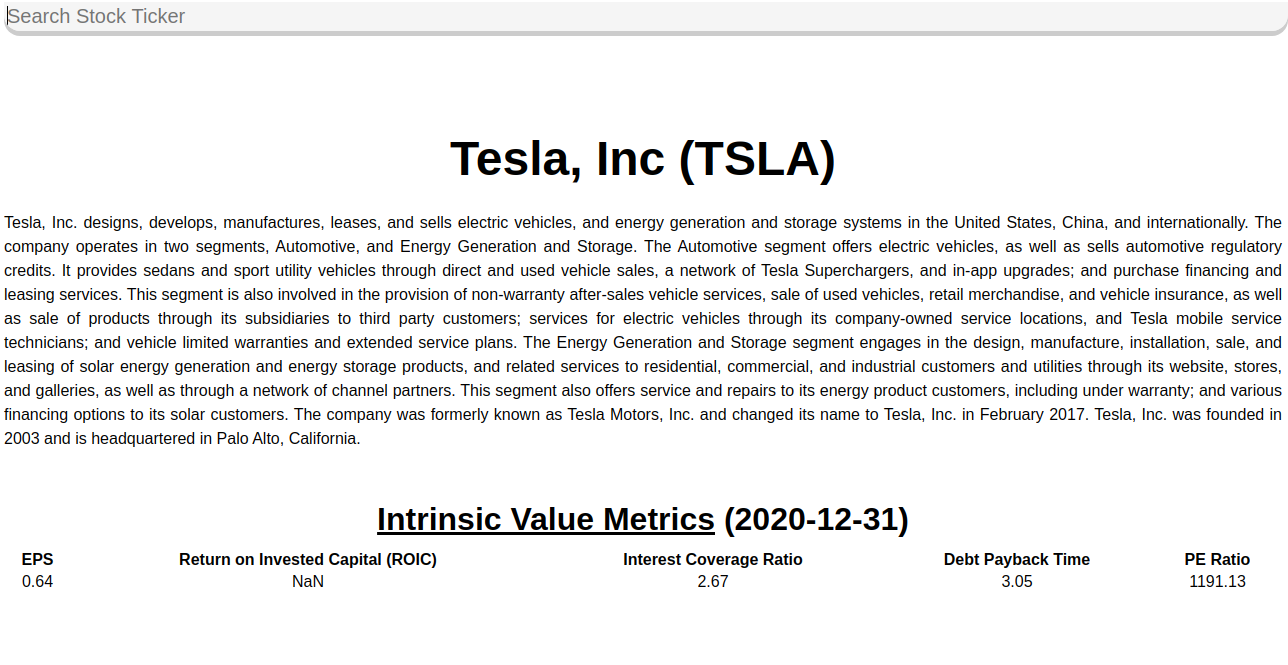 Search Stock Ticker
Tesla, Inc (TSLA)
Tesla, Inc. designs, develops, manufactures, leases, and sells electric vehicles, and energy generation and storage systems in the United States, China, and internationally. The
company operates in two segments, Automotive, and Energy Generation and Storage. The Automotive segment offers electric vehicles, as well as sells automotive regulatory
credits. It provides sedans and sport utility vehicles through direct and used vehicle sales, a network of Tesla Superchargers, and in-app upgrades; and purchase financing and
leasing services. This segment is also involved in the provision of non-warranty after-sales vehicle services, sale of used vehicles, retail merchandise, and vehicle insurance, as well
as sale of products through its subsidiaries to third party customers; services for electric vehicles through its company-owned service locations, and Tesla mobile service
technicians; and vehicle limited warranties and extended service plans. The Energy Generation and Storage segment engages in the design, manufacture, installation, sale, and
leasing of solar energy generation and energy storage products, and related services to residential, commercial, and industrial customers and utilities through its website, stores,
and galleries, as well as through a network of channel partners. This segment also offers service and repairs to its energy product customers, including under warranty; and various
financing options to its solar customers. The company was formerly known as Tesla Motors, Inc. and changed its name to Tesla, Inc. in February 2017. Tesla, Inc. was founded in
2003 and is headquartered in Palo Alto, California.
Intrinsic Value Metrics (2020-12-31)
EPS Return on Invested Capital (ROIC) Interest Coverage Ratio Debt Payback Time PE Ratio
0.64 NaN 2.67 3.05 1191.13